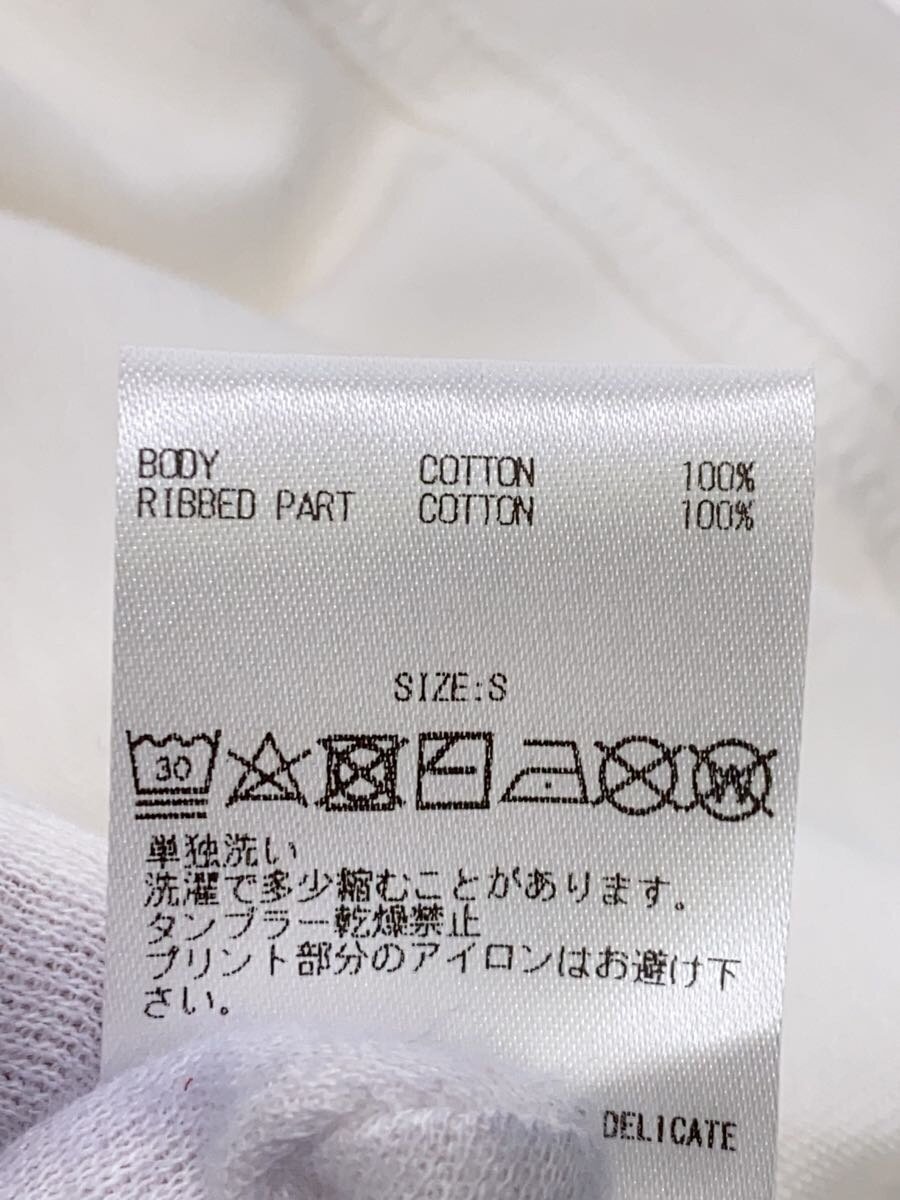 BODY COTTON 100%
RIBBED PART COTTON 100%
SIZE:S
30
W
単独洗い
洗濯で多少縮むことがあります。
タンブラー乾燥禁止
プリント部分のアイロンはお避け下
さい。
DELICATE